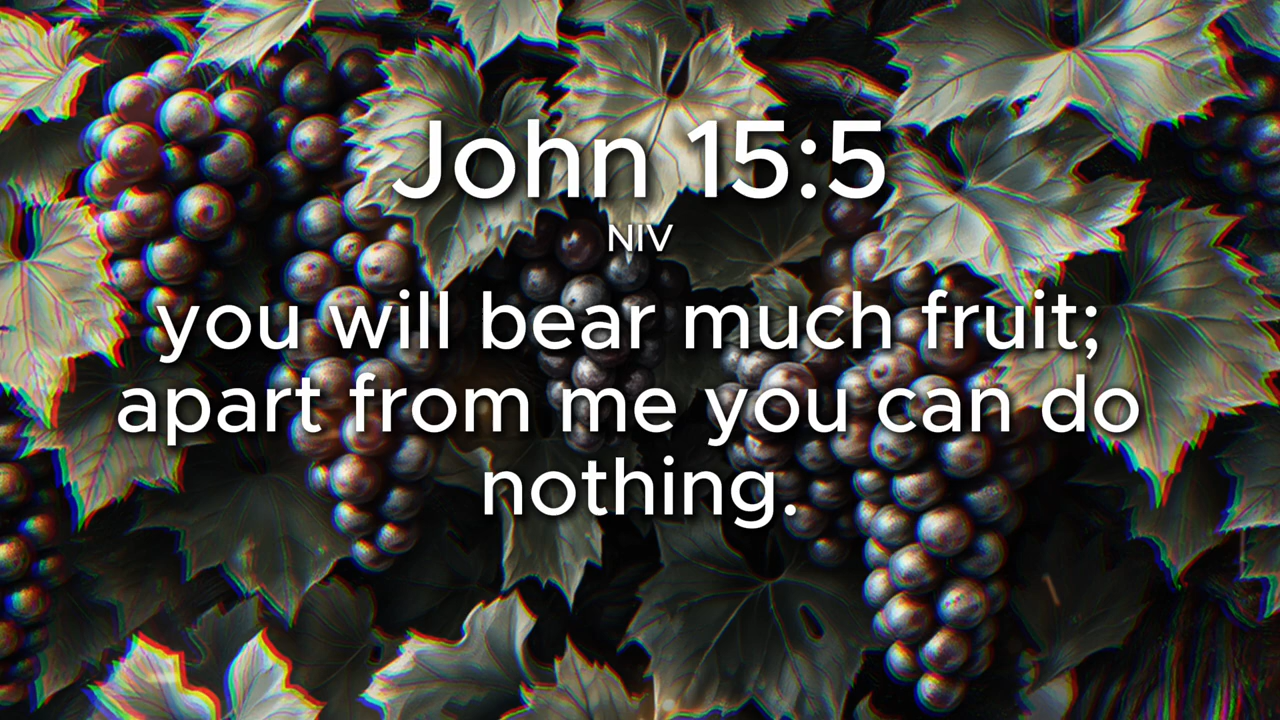 John 15:5
NIV
you will bear much fruit;
apart from me you can do
nothing.